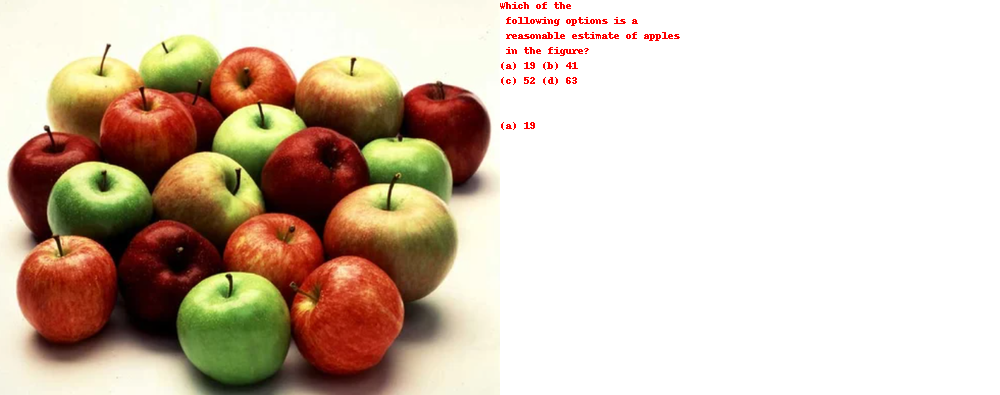 Which of the
following options is a
reasonable estimate of apples
in the figure?
(a) 19 (b) 41
(c) 52 (d) 63
(a) 19